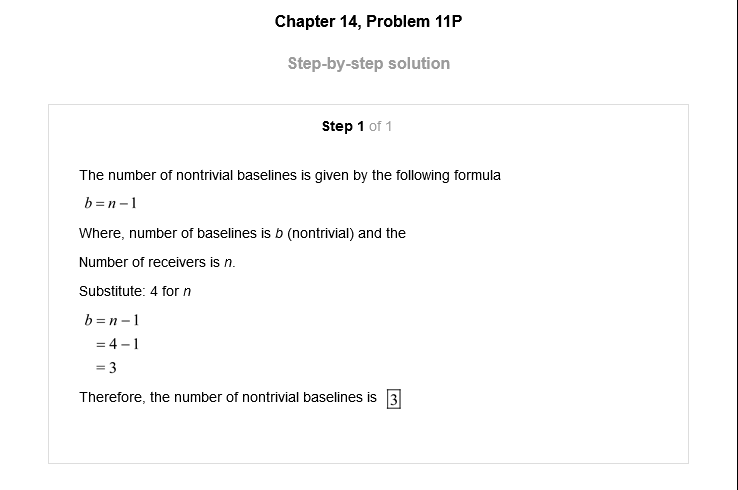 Chapter 14, Problem 11P
Step-by-step solution
Step 1 of 1
The number of nontrivial baselines is given by the following formula
b = n − 1
Where, number of baselines is b (nontrivial) and the
Number of receivers is n.
Substitute: 4 for n
b = n − 1
= 4 − 1
= 3
Therefore, the number of nontrivial baselines is 3